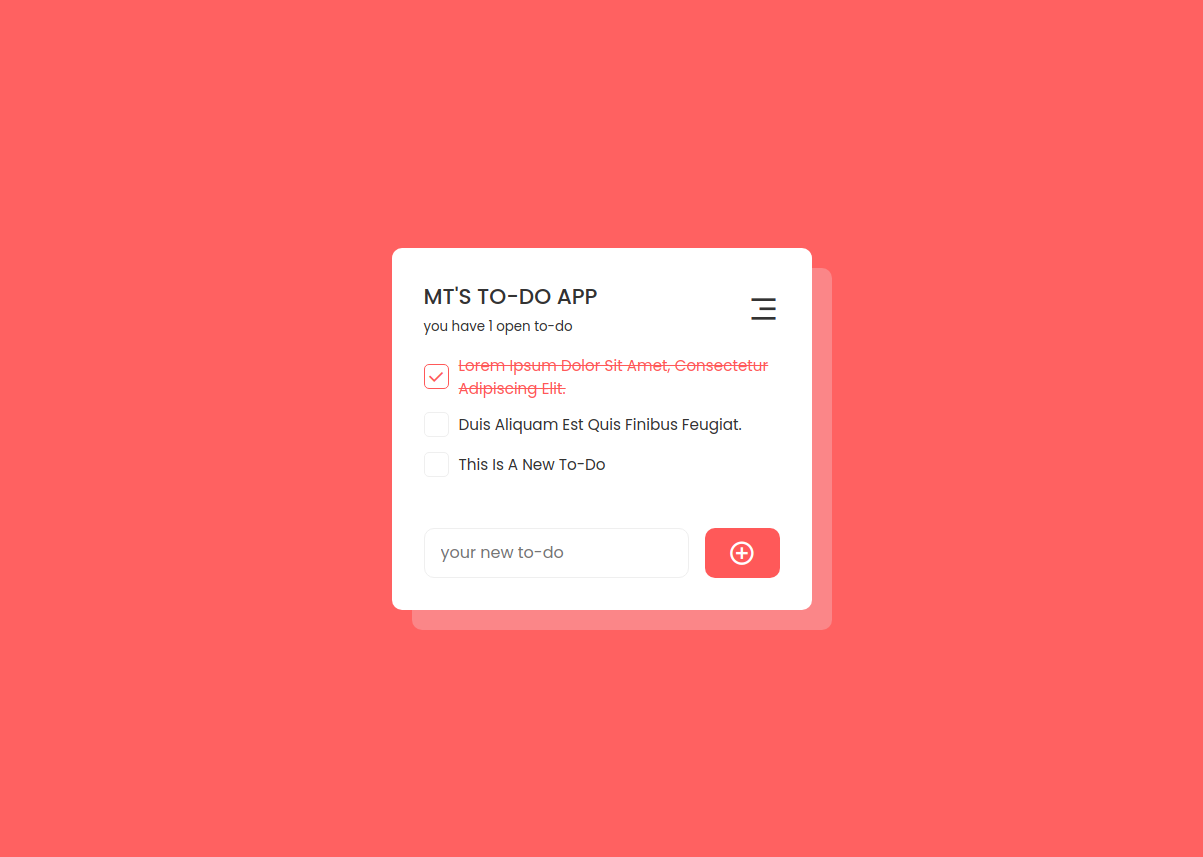 MT'S TO-DO APP
you have 1 open to-do
Lorem Ipsum Dolor Sit Amet, Consectetur
Adipiscing Elit.
Duis Aliquam Est Quis Finibus Feugiat.
This Is A New To-Do
your new to-do